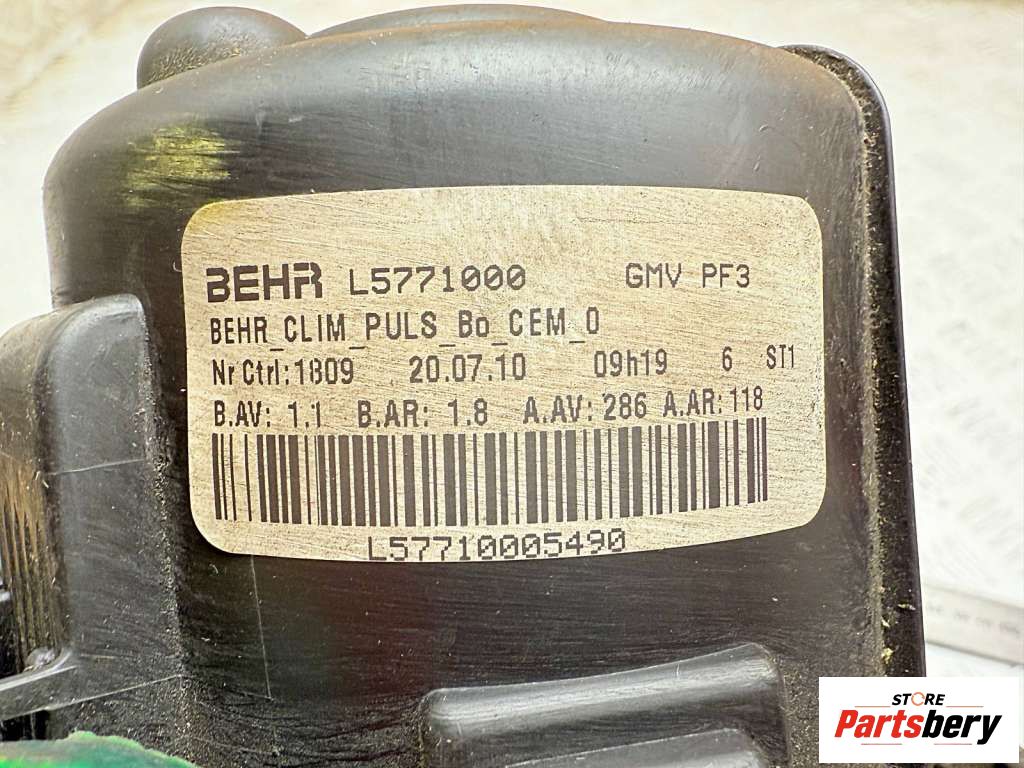 BEHR L5771000 GMV PF3
BEHR_CLIM_PULS_Bo_CEM_0
Nr Ctrl:1809 20.07.10 09h19 6 ST1
B.AV: 1.1 B.AR: 1.8 A.AV: 286 A.AR: 118
L57710005490
STORE
Partsbery